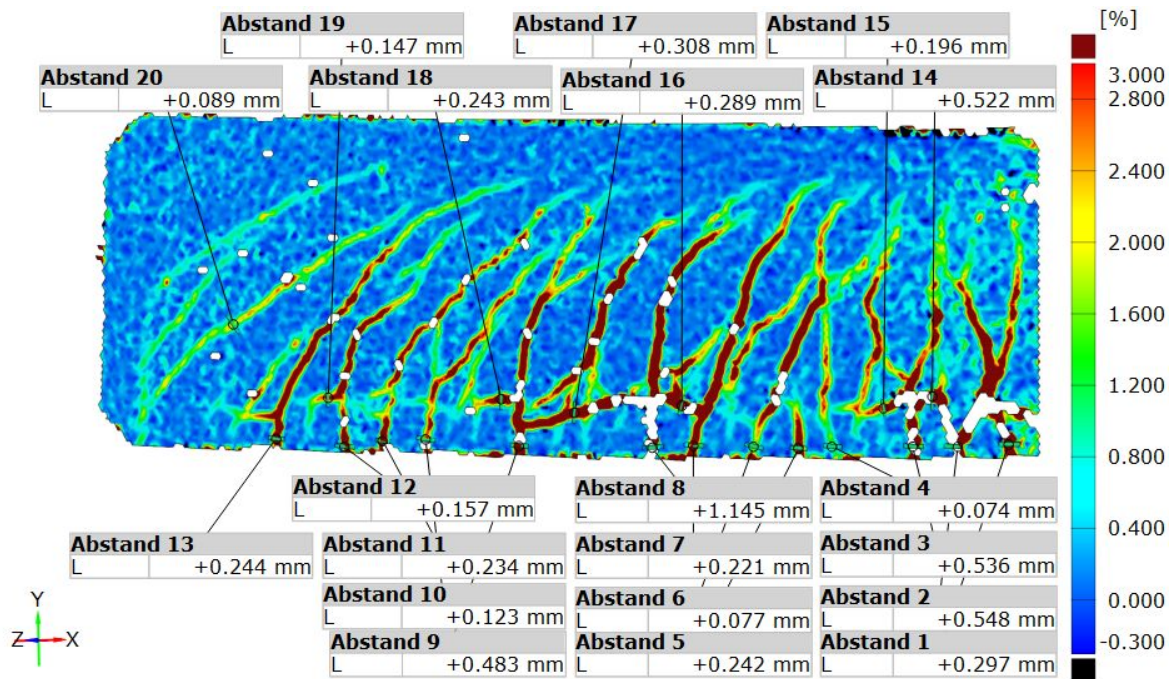 [%]
Abstand 19
L +0.147 mm
Abstand 17
L +0.308 mm
Abstand 15
L +0.196 mm
Abstand 20
L +0.089 mm
Abstand 18
L +0.243 mm
Abstand 16
L +0.289 mm
Abstand 14
L +0.522 mm
3.000
2.800
2.400
2.000
1.600
1.200
0.800
0.400
0.000
-0.300
Abstand 12
L +0.157 mm
Abstand 8
L +1.145 mm
Abstand 4
L +0.074 mm
Abstand 13
L +0.244 mm
Abstand 11
L +0.234 mm
Abstand 7
L +0.221 mm
Abstand 3
L +0.536 mm
Abstand 10
L +0.123 mm
Abstand 6
L +0.077 mm
Abstand 2
L +0.548 mm
Abstand 9
L +0.483 mm
Abstand 5
L +0.242 mm
Abstand 1
L +0.297 mm
Y
Z X